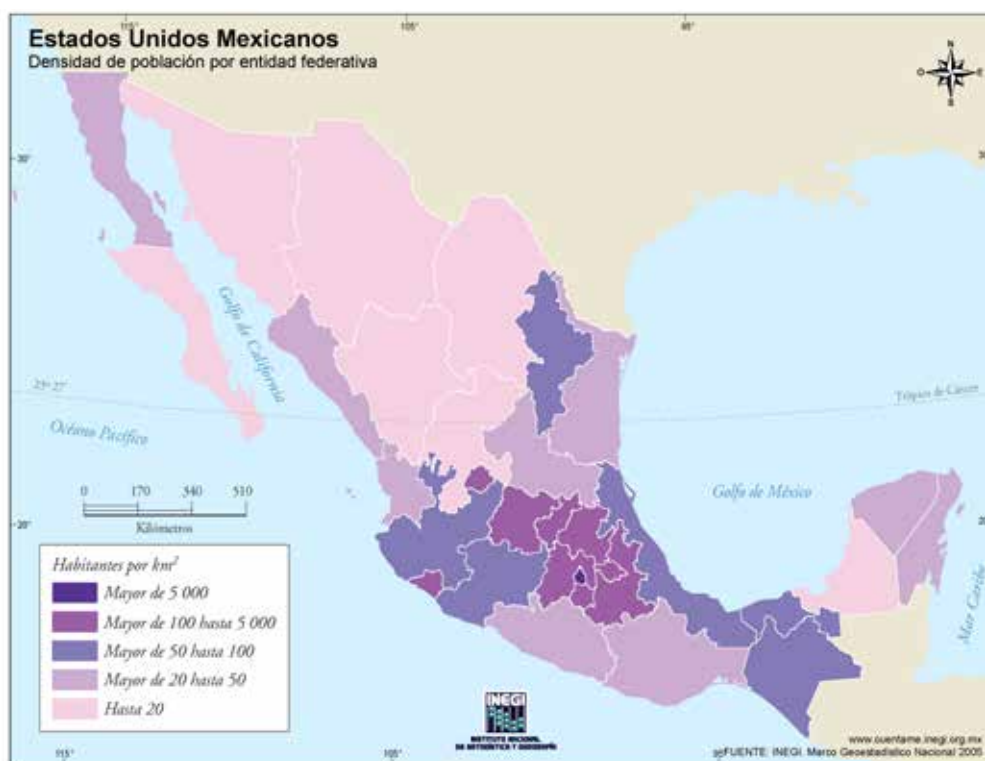 115°
105°
95°
Estados Unidos Mexicanos
Densidad de población por entidad federativa
N
O
E
S
30°
30
Golfo de California
23° 27'
Trópico de Cáncer
Océano Pacífico
0 170 340 510
Kilómetros
Golfo de México
20°
20
Mar Caribe
Habitantes por km²
Mayor de 5 000
Mayor de 100 hasta 5 000
Mayor de 50 hasta 100
Mayor de 20 hasta 50
Hasta 20
INEGI
INSTITUTO NACIONAL
DE ESTADÍSTICA Y GEOGRAFÍA
www.cuentame.inegi.org.mx
FUENTE: INEGI. Marco Geoestadístico Nacional 2005
115°
105°